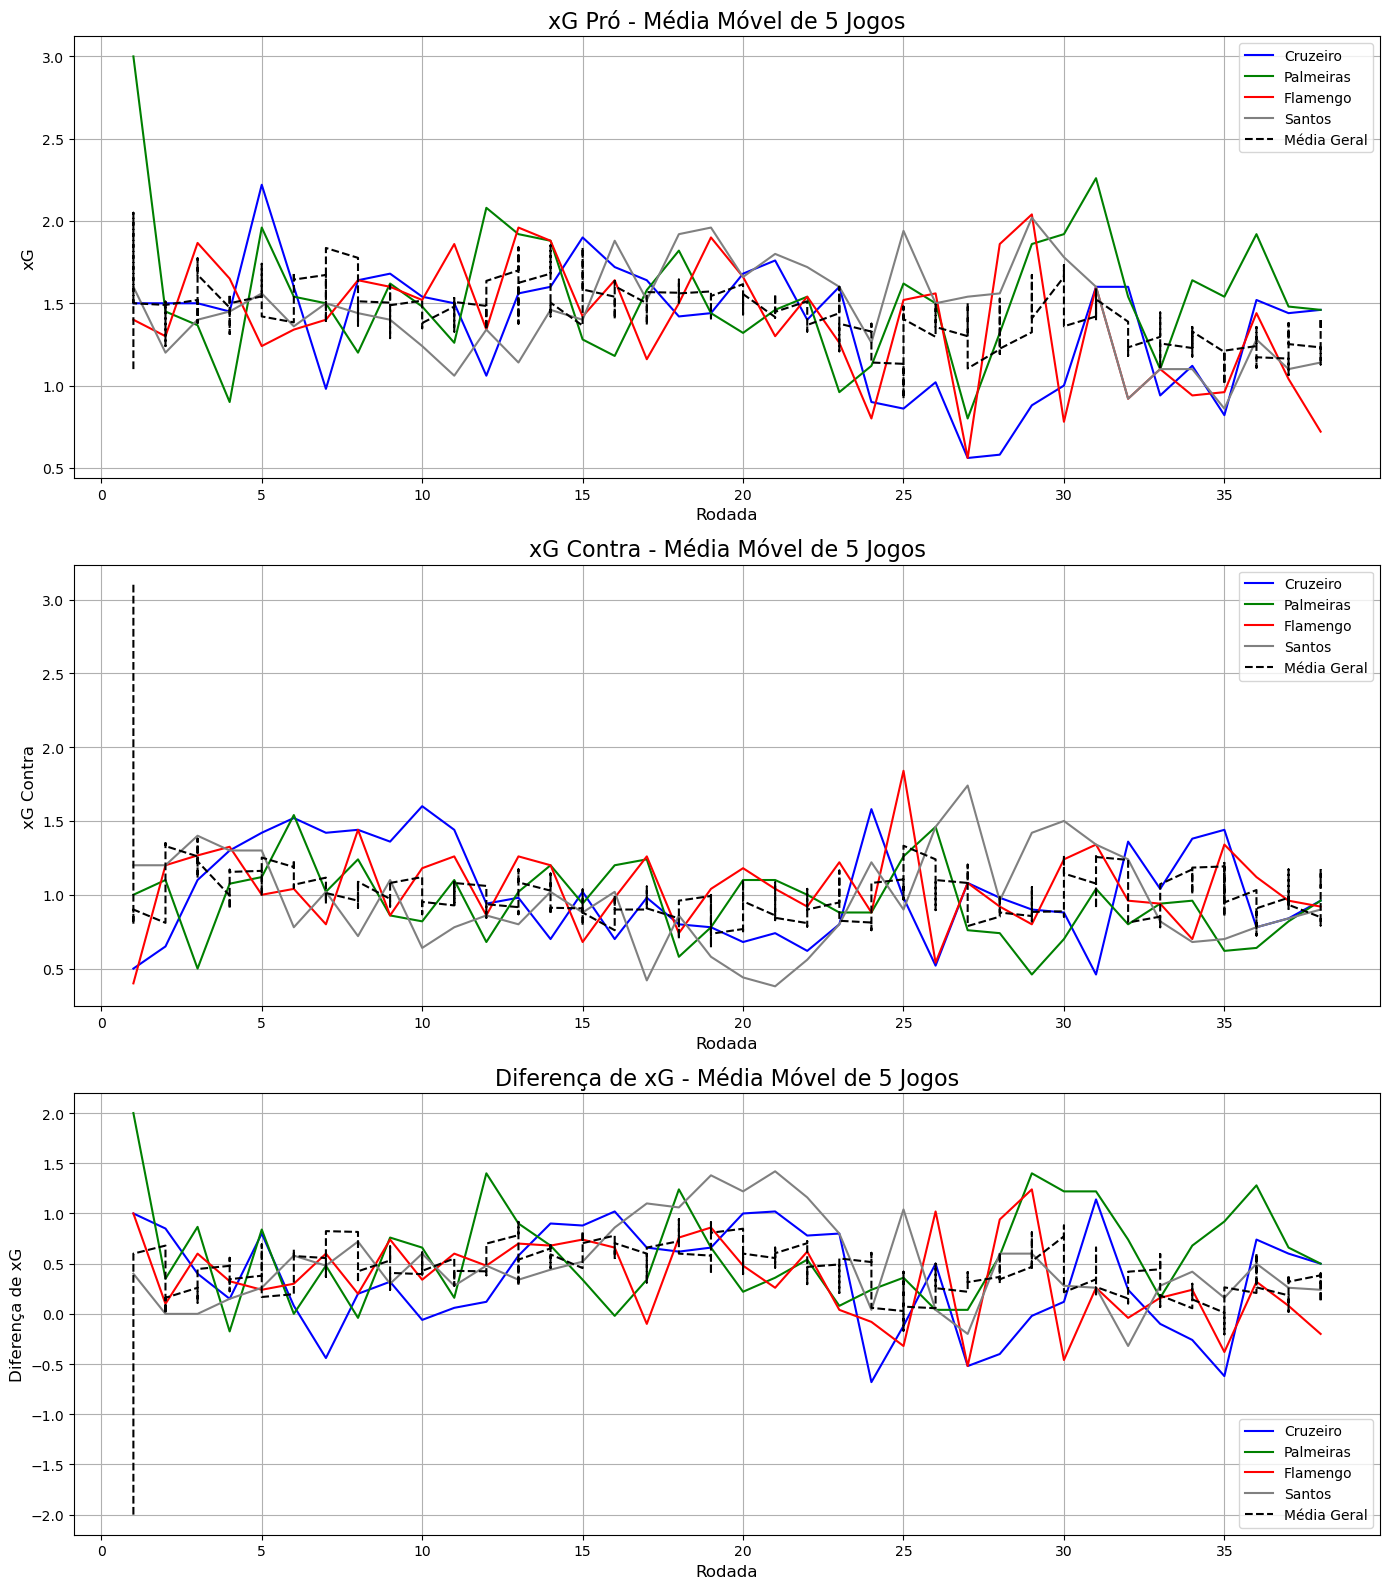 xG Pró - Média Móvel de 5 Jogos
3.0
2.5
2.0
1.5
1.0
0.5
xG
Cruzeiro
Palmeiras
Flamengo
Santos
Média Geral
0 5 10 15 20 25 30 35
Rodada
xG Contra - Média Móvel de 5 Jogos
3.0
2.5
2.0
1.5
1.0
0.5
xG Contra
Cruzeiro
Palmeiras
Flamengo
Santos
Média Geral
0 5 10 15 20 25 30 35
Rodada
Diferença de xG - Média Móvel de 5 Jogos
2.0
1.5
1.0
0.5
0.0
−0.5
−1.0
−1.5
−2.0
Diferença de xG
Cruzeiro
Palmeiras
Flamengo
Santos
Média Geral
0 5 10 15 20 25 30 35
Rodada